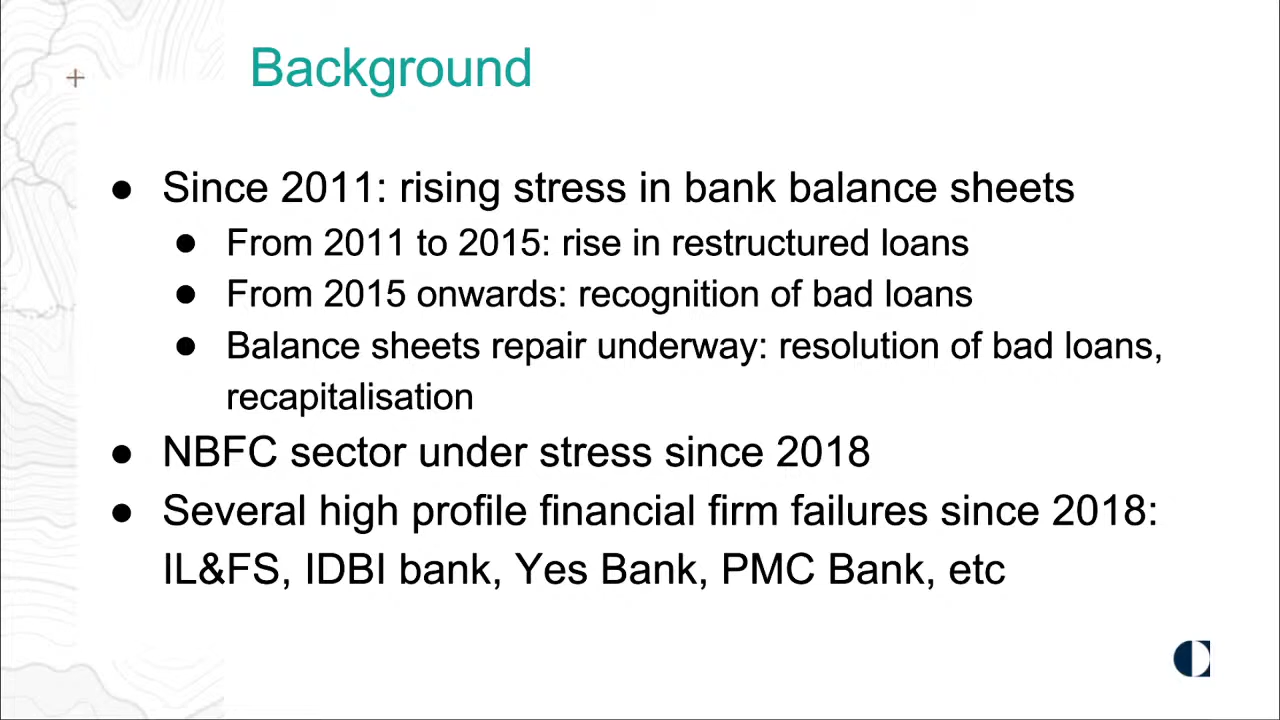 Background
● Since 2011: rising stress in bank balance sheets
● From 2011 to 2015: rise in restructured loans
● From 2015 onwards: recognition of bad loans
● Balance sheets repair underway: resolution of bad loans,
recapitalisation
● NBFC sector under stress since 2018
● Several high profile financial firm failures since 2018:
IL&FS, IDBI bank, Yes Bank, PMC Bank, etc